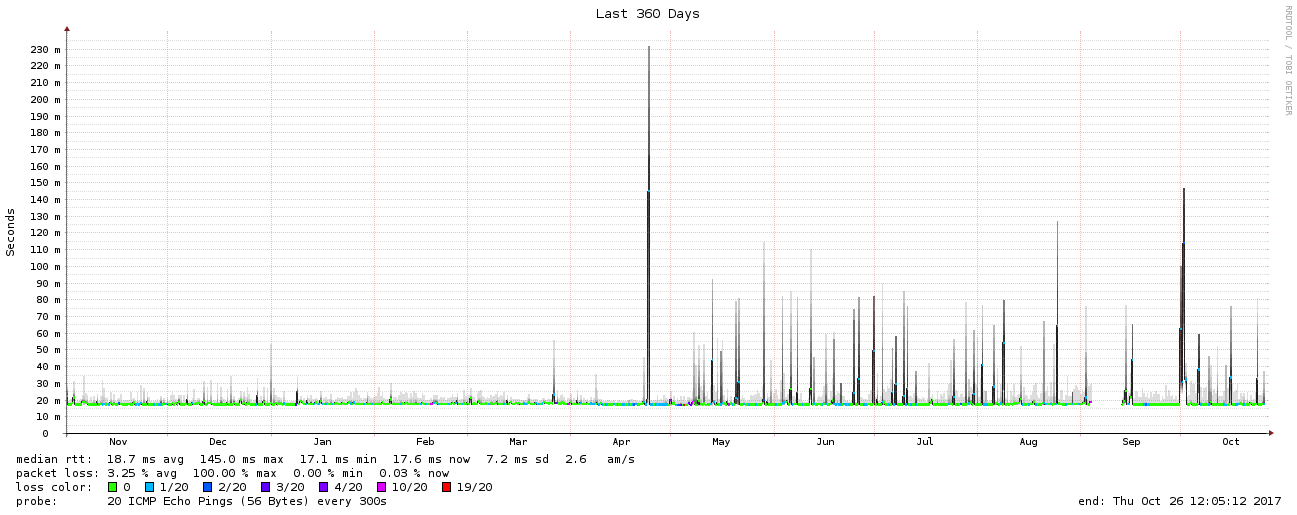 Last 360 Days
RRDTOOL / TOBI OETIKER
Seconds
230 m
220 m
210 m
200 m
190 m
180 m
170 m
160 m
150 m
140 m
130 m
120 m
110 m
100 m
90 m
80 m
70 m
60 m
50 m
40 m
30 m
20 m
10 m
0
Nov Dec Jan Feb Mar Apr May Jun Jul Aug Sep Oct
median rtt: 18.7 ms avg 145.0 ms max 17.1 ms min 17.6 ms now 7.2 ms sd 2.6 am/s
packet loss: 3.25 % avg 100.00 % max 0.00 % min 0.03 % now
loss color: 0 1/20 2/20 3/20 4/20 10/20 19/20
probe: 20 ICMP Echo Pings (56 Bytes) every 300s end: Thu Oct 26 12:05:12 2017